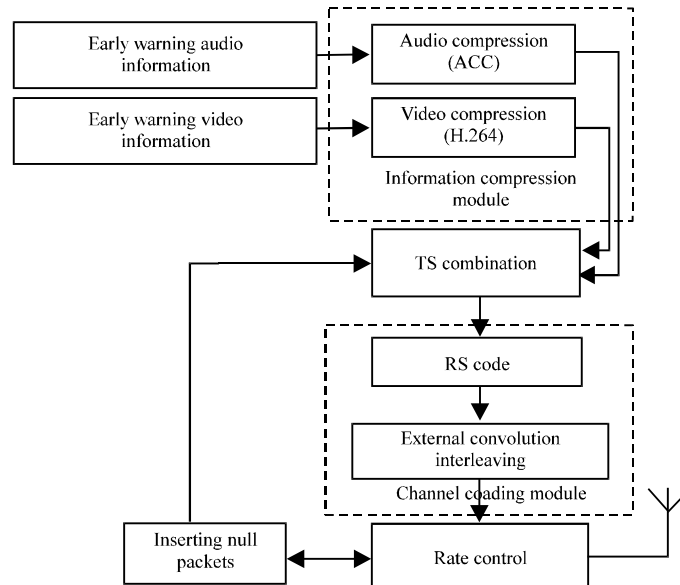 Early warning audio
information
Audio compression
(ACC)
Early warning video
information
Video compression
(H.264)
Information compression
module
TS combination
RS code
External convolution
interleaving
Channel coading module
Inserting null
packets
Rate control